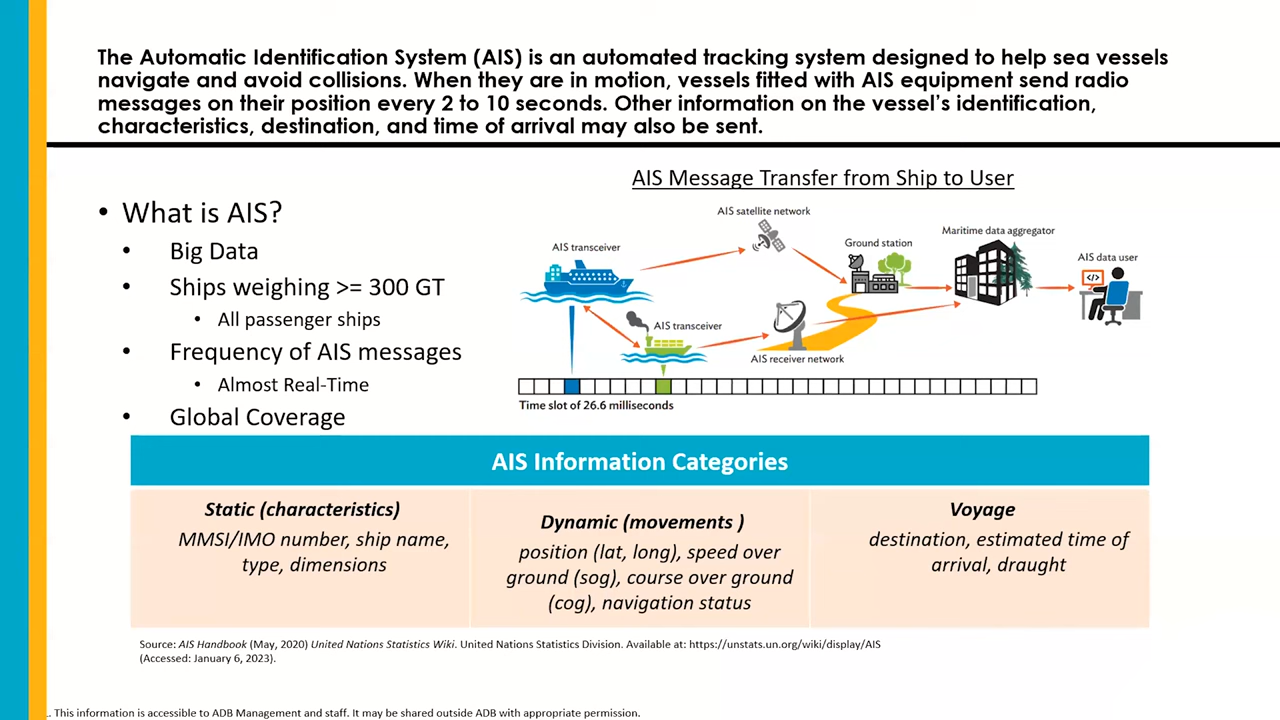 The Automatic Identification System (AIS) is an automated tracking system designed to help sea vessels
navigate and avoid collisions. When they are in motion, vessels fitted with AIS equipment send radio
messages on their position every 2 to 10 seconds. Other information on the vessel's identification,
characteristics, destination, and time of arrival may also be sent.
• What is AIS?
• Big Data
• Ships weighing >= 300 GT
• All passenger ships
• Frequency of AIS messages
• Almost Real-Time
• Global Coverage
AIS Message Transfer from Ship to User
AIS transceiver
AIS satellite network
Ground station
Maritime data aggregator
AIS data user
</>
AIS transceiver
AIS receiver network
Time slot of 26.6 milliseconds
AIS Information Categories
Static (characteristics)
MMSI/IMO number, ship name,
type, dimensions
Dynamic (movements )
position (lat, long), speed over
ground (sog), course over ground
(cog), navigation status
Voyage
destination, estimated time of
arrival, draught
Source: AIS Handbook (May, 2020) United Nations Statistics Wiki. United Nations Statistics Division. Available at: https://unstats.un.org/wiki/display/AIS
(Accessed: January 6, 2023).
. This information is accessible to ADB Management and staff. It may be shared outside ADB with appropriate permission.